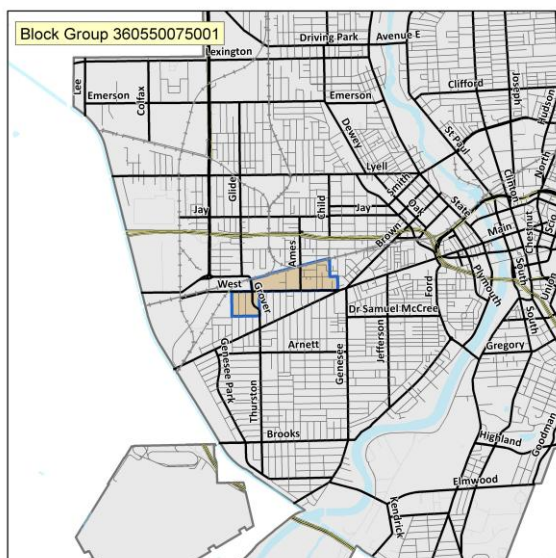 Block Group 360550075001
Driving Park
Avenue E
Lexington
Lee
Emerson
Colfax
Emerson
Clifford
Joseph
Hudson
Dewey
St Paul
Glide
Lyell
Smith
Clinton
North
Child
Jay
Jay
Oak
State
Chestnut
Main
Brown
Ames
Plymouth
South
Union
West
Grover
Ford
Dr Samuel McCree
South
Jefferson
Genesee
Arnett
Gregory
Genesee Park
Thurston
Brooks
Highland
Goodman
Elmwood
Kendrick